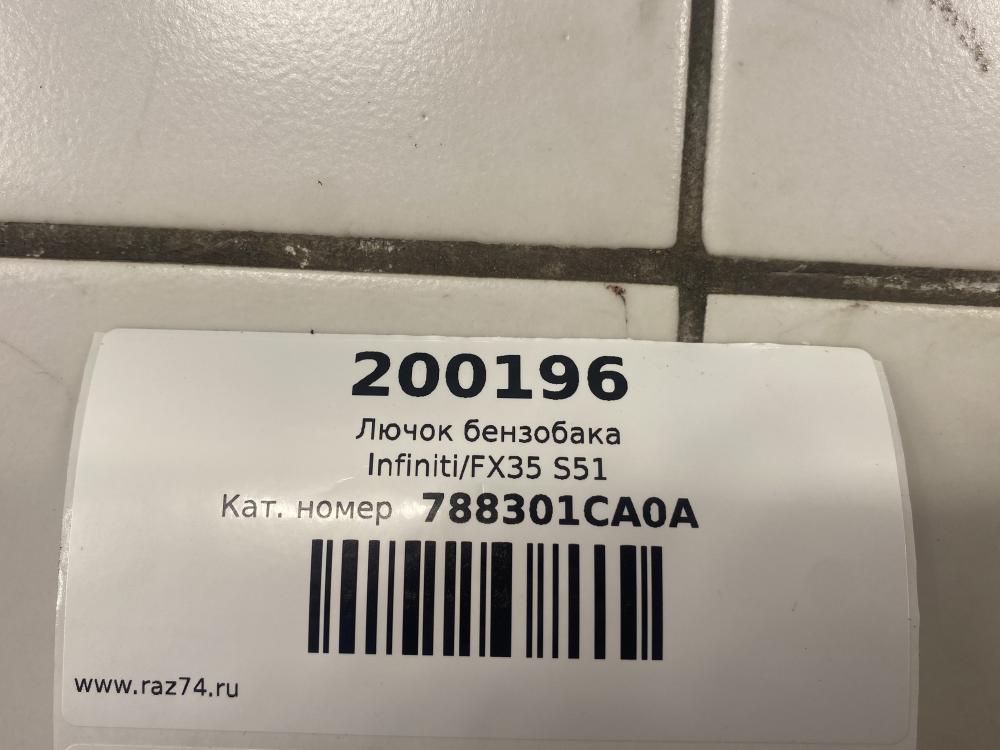 200196
Лючок бензобака
Infiniti/FX35 S51
Кат. номер 788301CA0A
www.raz74.ru